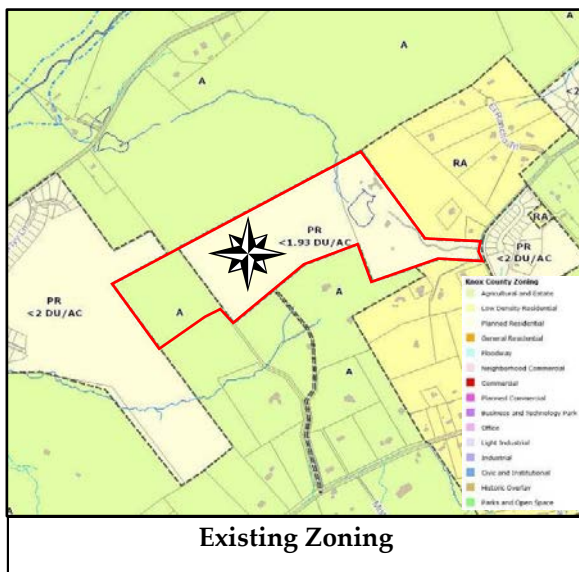 A
A
<2
RA
PR
<1.93 DU/AC
RA
PR
<2 DU/AC
PR
<2 DU/AC
A
A
A
A
Knox County Zoning
Agricultural and Estate
Low Density Residential
Planned Residential
General Residential
Floodway
Neighborhood Commercial
Commercial
Planned Commercial
Business and Technology Park
Office
Light Industrial
Industrial
Civic and Institutional
Historic Overlay
Parks and Open Space
Existing Zoning